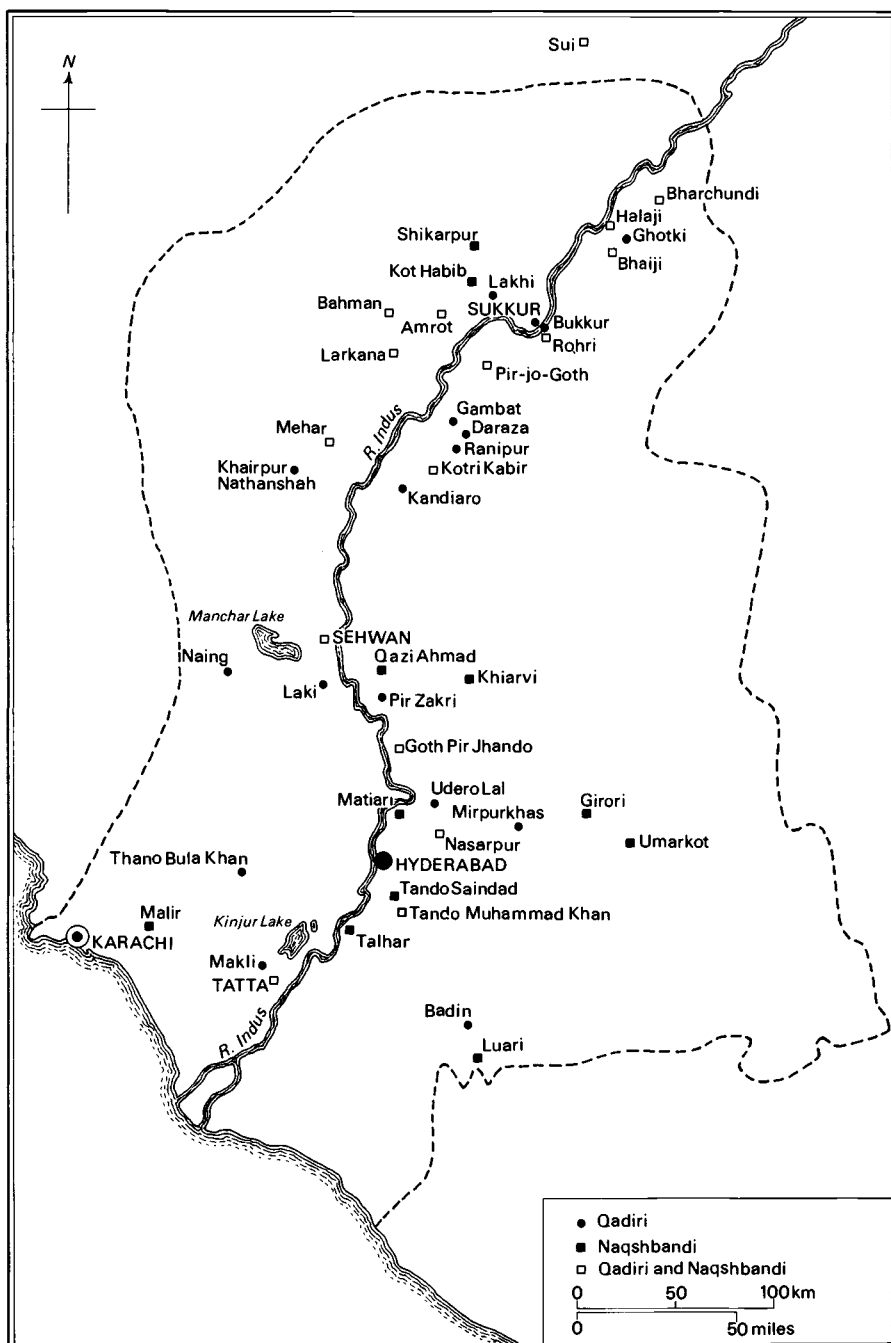 Sui
N
Bharchundi
Halaji
Ghotki
Bhaiji
Shikarpur
Kot Habib
Lakhi
Bahman
SUKKUR
Amrot
Bukkur
Rohri
Larkana
Pir-jo-Goth
Gambat
Daraza
Mehar
R. Indus
Ranipur
Khairpur
Nathanshah
Kotri Kabir
Kandiaro
Manchar Lake
SEHWAN
Naing
Qazi Ahmad
Khiarvi
Laki
Pir Zakri
Goth Pir Jhando
Udero Lal
Matiari
Mirpurkhas
Girori
Nasarpur
Umarkot
Thano Bula Khan
HYDERABAD
Tando Saindad
Malir
Kinjur Lake
Tando Muhammad Khan
KARACHI
Talhar
Makli
TATTA
R. Indus
Badin
Luari
Qadiri
Naqshbandi
Qadiri and Naqshbandi
0 50 100 km
0 50 miles